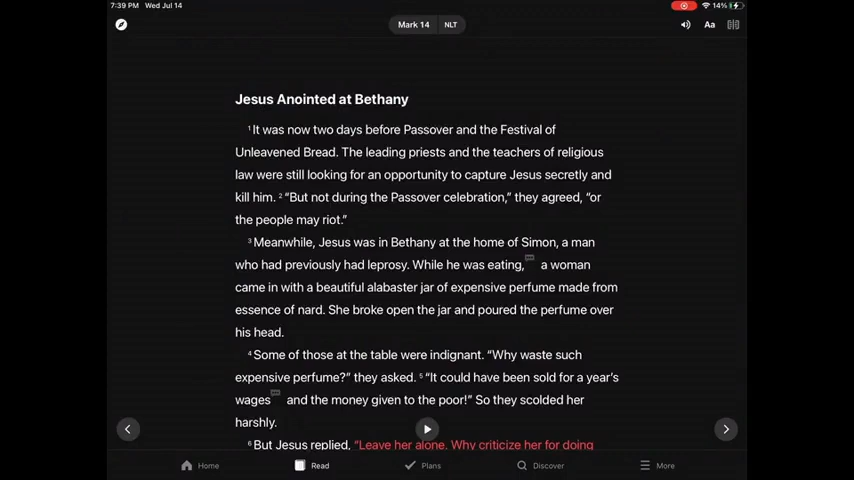 7:39 PM Wed Jul 14 14%
Mark 14 NLT Aa
Jesus Anointed at Bethany
1 It was now two days before Passover and the Festival of
Unleavened Bread. The leading priests and the teachers of religious
law were still looking for an opportunity to capture Jesus secretly and
kill him. 2 “But not during the Passover celebration,” they agreed, “or
the people may riot.”
3 Meanwhile, Jesus was in Bethany at the home of Simon, a man
who had previously had leprosy. While he was eating, a woman
came in with a beautiful alabaster jar of expensive perfume made from
essence of nard. She broke open the jar and poured the perfume over
his head.
4 Some of those at the table were indignant. “Why waste such
expensive perfume?” they asked. 5 “It could have been sold for a year’s
wages and the money given to the poor!” So they scolded her
harshly.
6 But Jesus replied, “Leave her alone. Why criticize her for doing
Home Read Plans Discover More